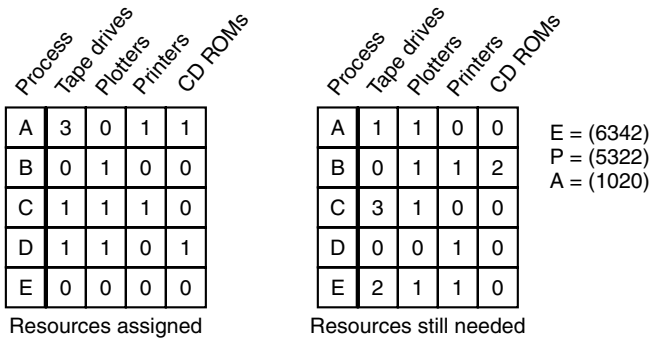 Process Tape drives Plotters Printers CD ROMs
A 3 0 1 1
B 0 1 0 0
C 1 1 1 0
D 1 1 0 1
E 0 0 0 0
Resources assigned
Process Tape drives Plotters Printers CD ROMs
A 1 1 0 0
B 0 1 1 2
C 3 1 0 0
D 0 0 1 0
E 2 1 1 0
Resources still needed
E = (6342)
P = (5322)
A = (1020)